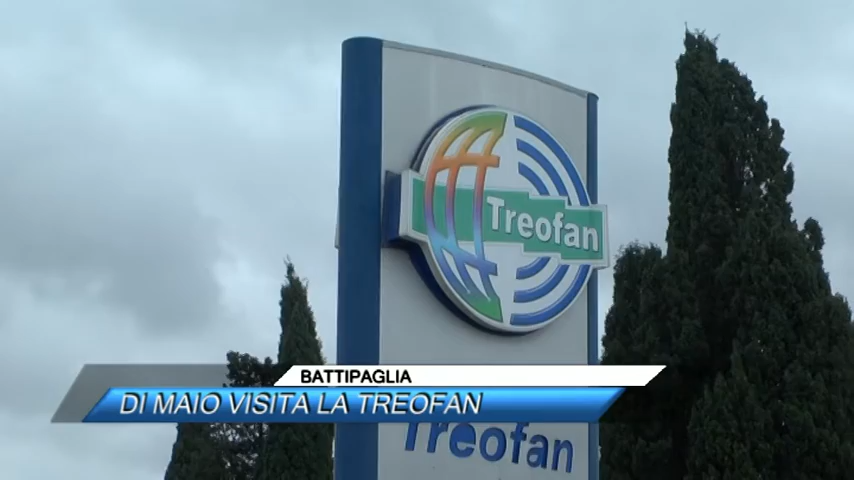 Treofan
BATTIPAGLIA
DI MAIO VISITA LA TREOFAN
Treofan